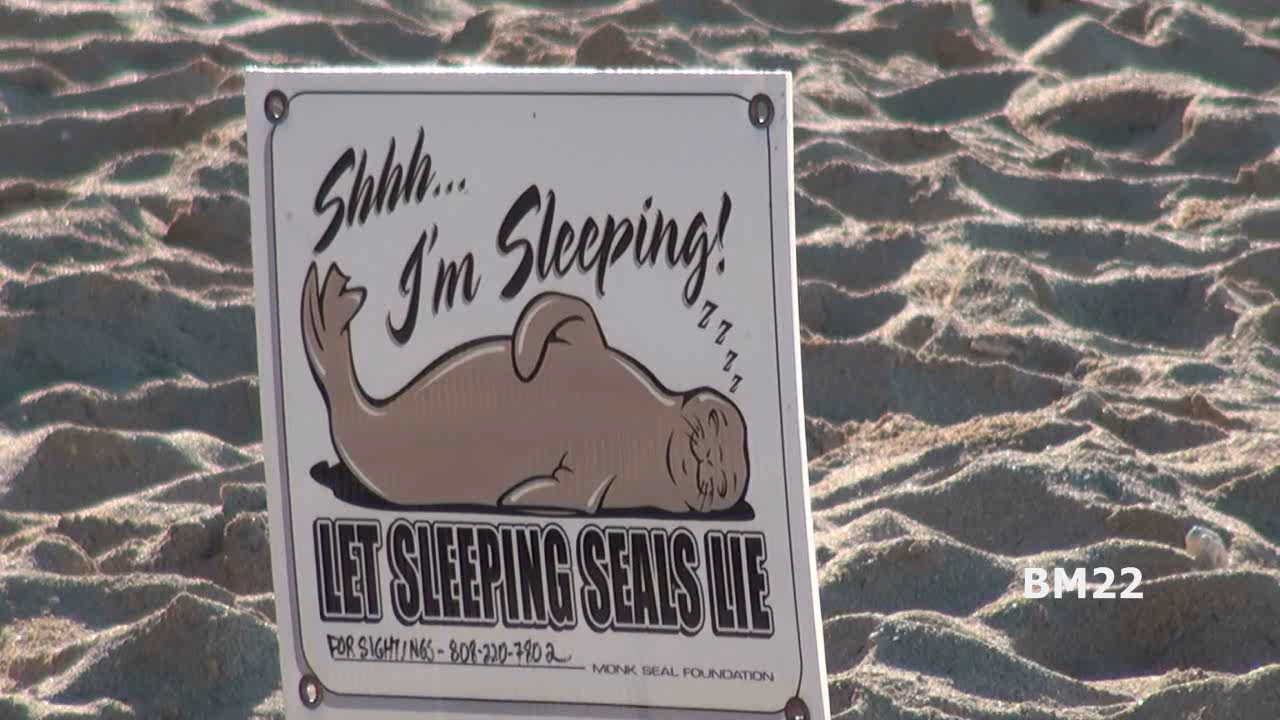 Shhh...
I'm Sleeping!
z z z z
LET SLEEPING SEALS LIE
FOR SIGHTINGS - 808-220-7802
MONK SEAL FOUNDATION
BM22